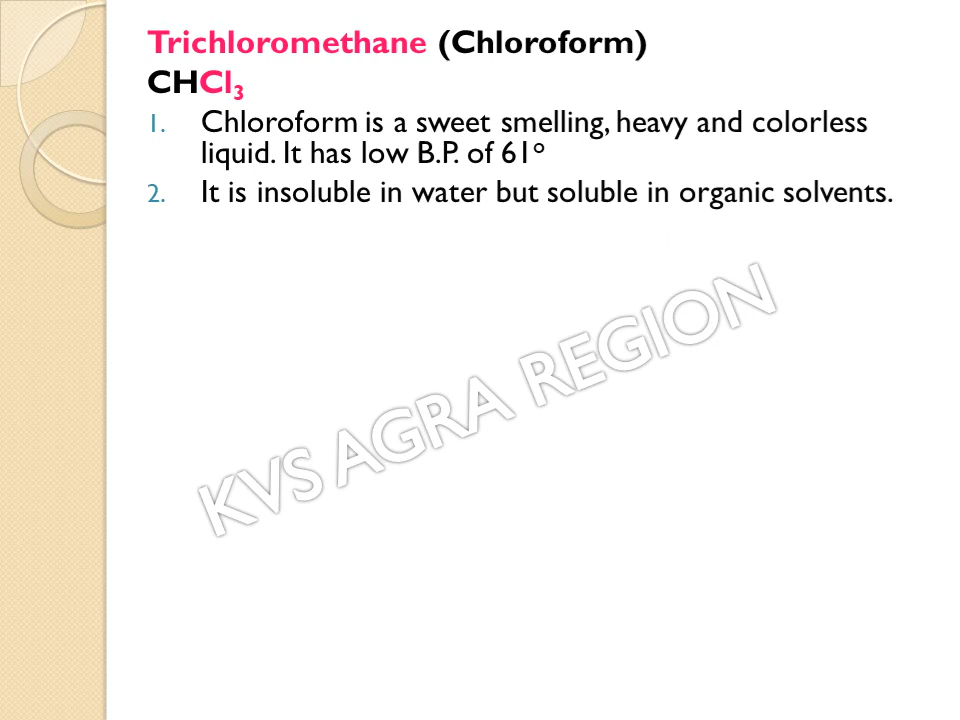 Trichloromethane (Chloroform)
CHCl₃
1. Chloroform is a sweet smelling, heavy and colorless
liquid. It has low B.P. of 61ᵒ
2. It is insoluble in water but soluble in organic solvents.
KVS AGRA REGION